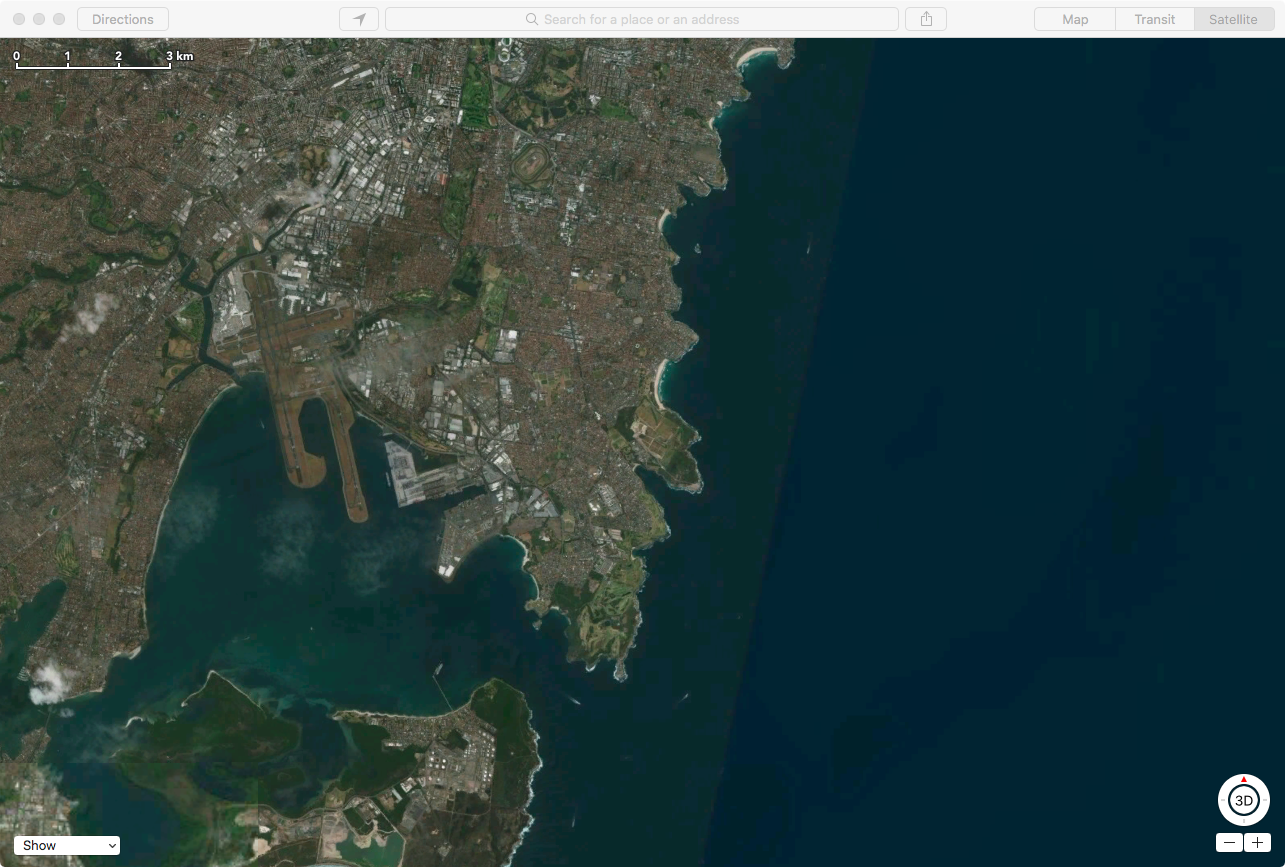 Directions
Search for a place or an address
Map
Transit
Satellite
0 1 2 3 km
3D
Show